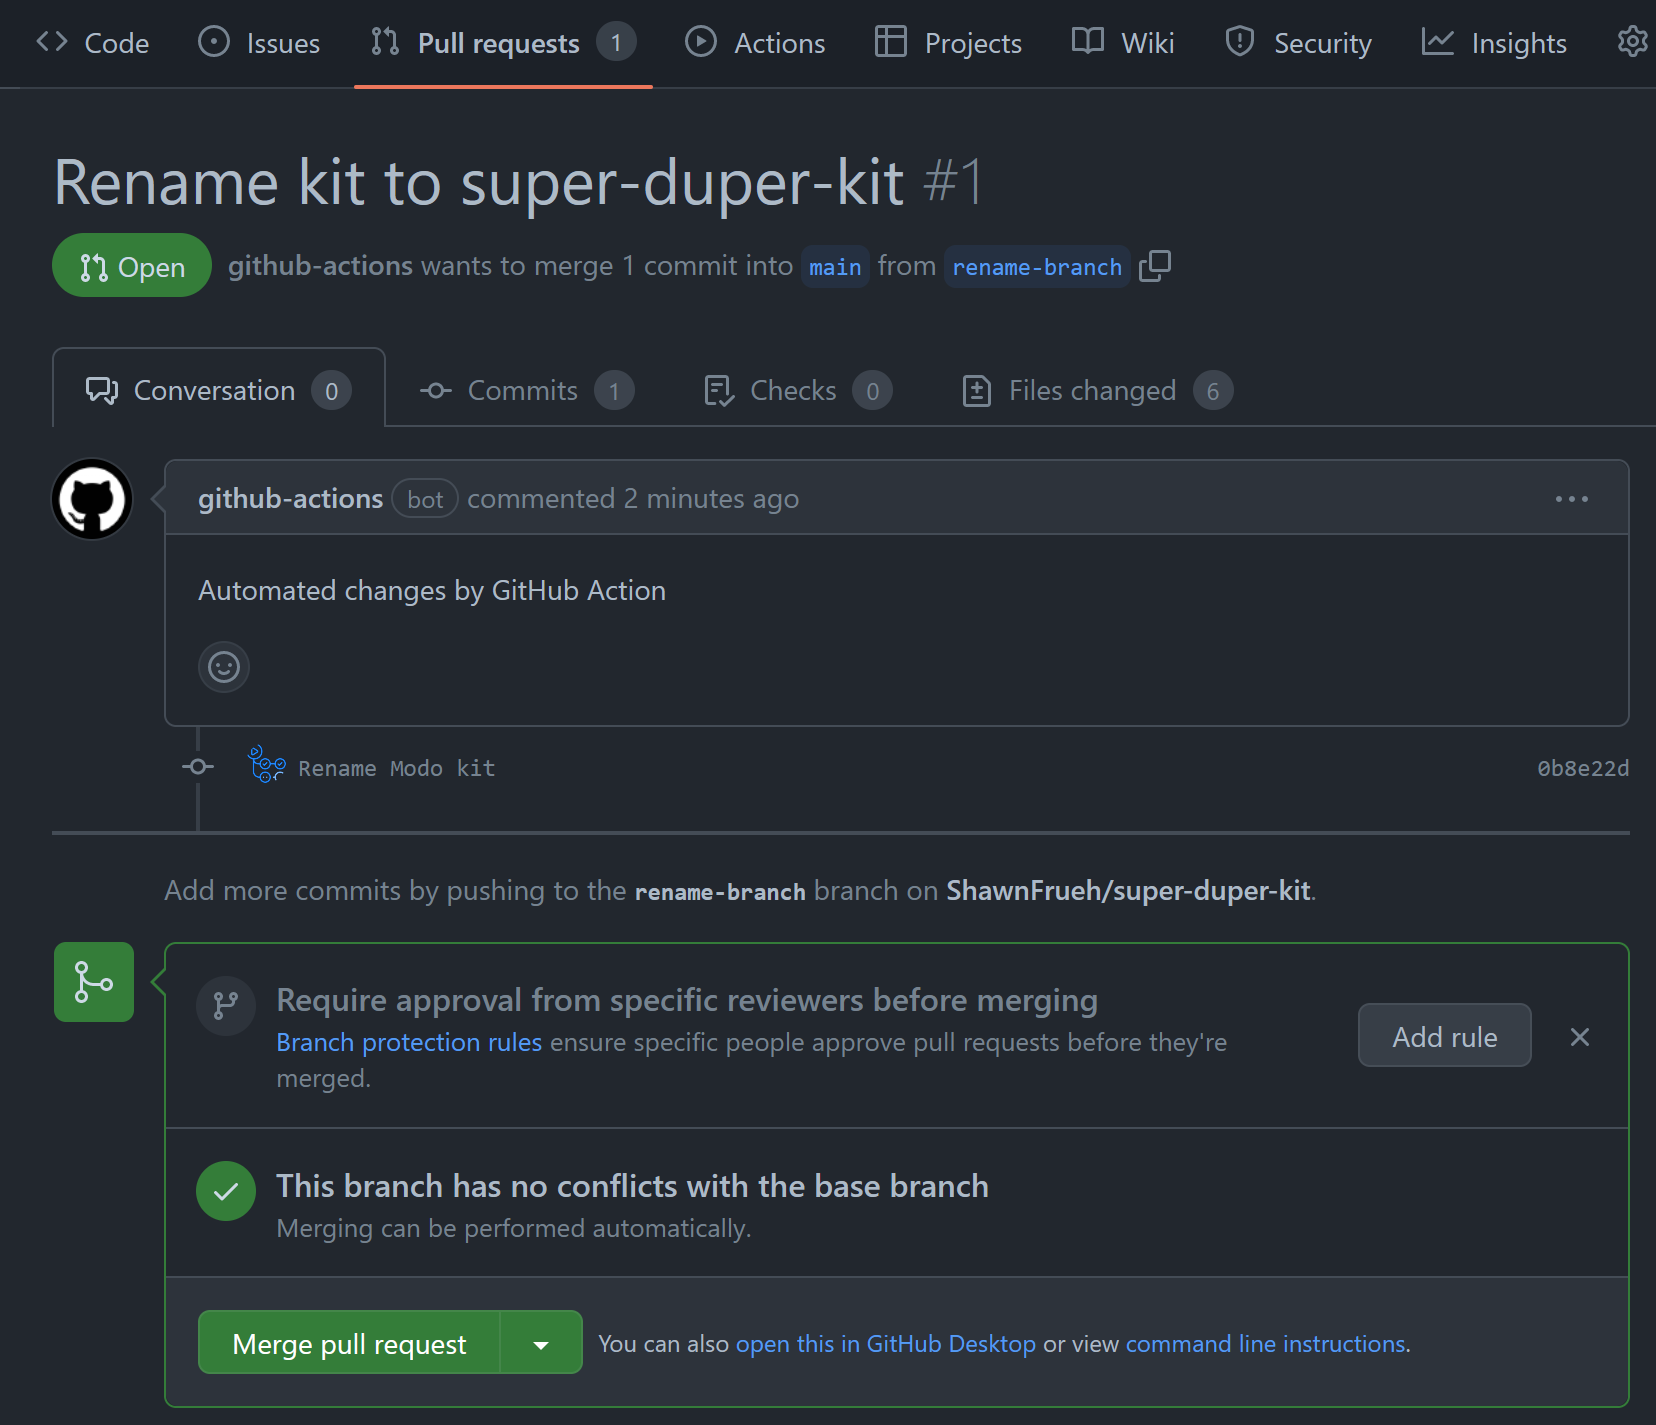 Code Issues Pull requests 1 Actions Projects Wiki Security Insights
Rename kit to super-duper-kit #1
Open github-actions wants to merge 1 commit into main from rename-branch
Conversation 0 Commits 1 Checks 0 Files changed 6
github-actions bot commented 2 minutes ago
Automated changes by GitHub Action
Rename Modo kit 0b8e22d
Add more commits by pushing to the rename-branch branch on ShawnFrueh/super-duper-kit.
Require approval from specific reviewers before merging
Branch protection rules ensure specific people approve pull requests before they're
merged.
Add rule
This branch has no conflicts with the base branch
Merging can be performed automatically.
Merge pull request You can also open this in GitHub Desktop or view command line instructions.